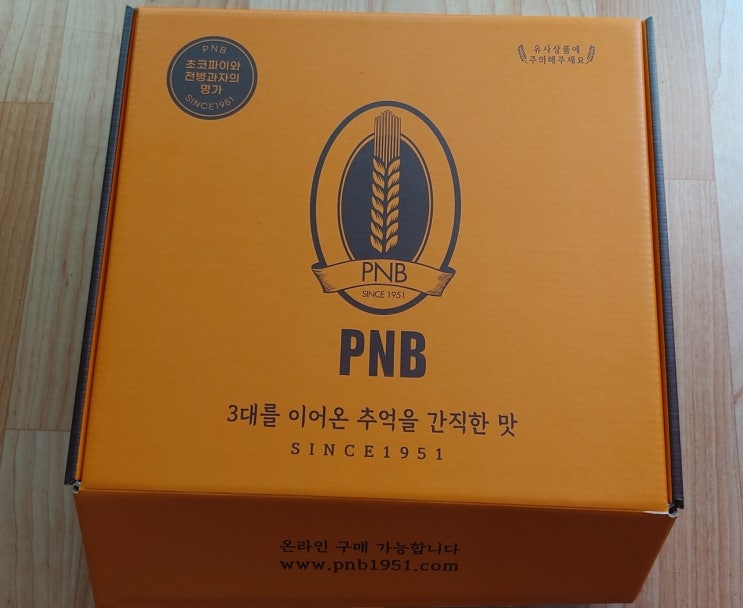 PNB
초코파이와
전병과자의
명가
SINCE1951
유사상품에
주의해주세요
PNB
SINCE 1951
PNB
3대를 이어온 추억을 간직한 맛
SINCE1951
온라인 구매 가능합니다
www.pnb1951.com